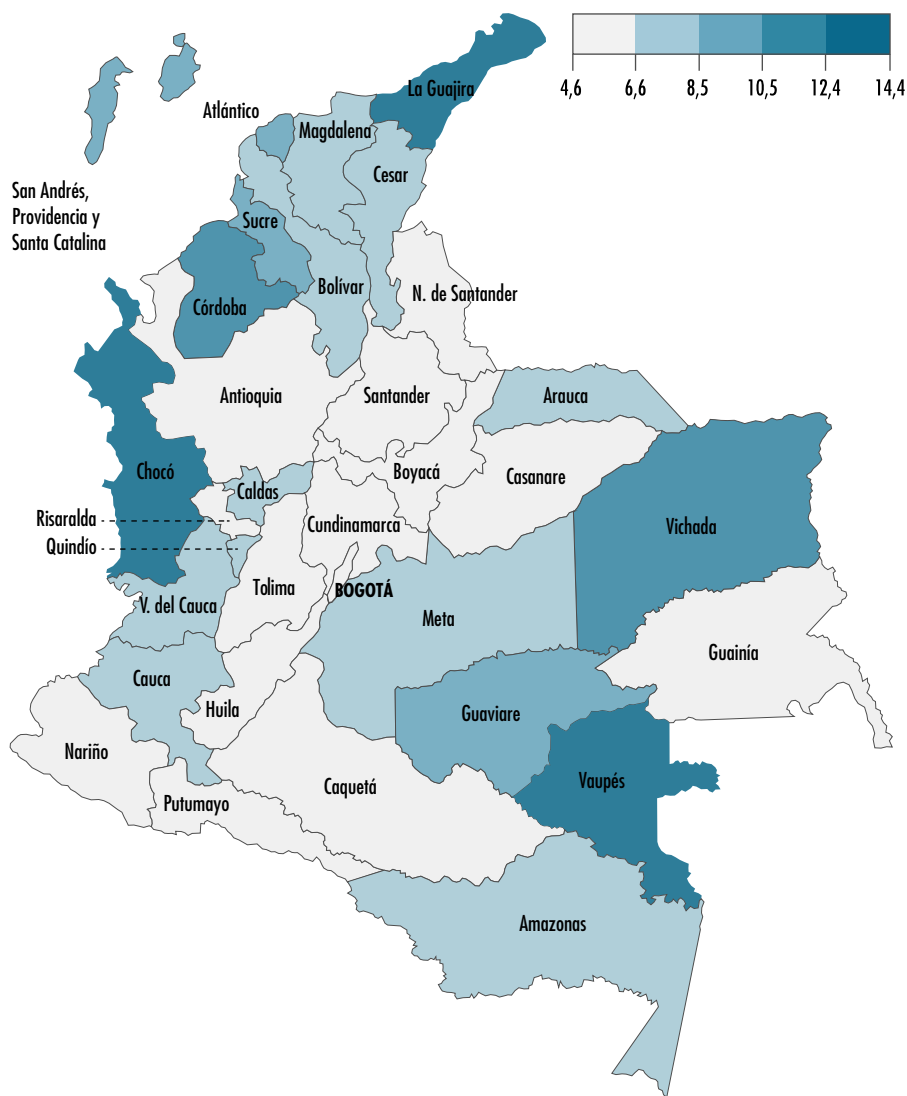 4,6 6,6 8,5 10,5 12,4 14,4
La Guajira
Atlántico
Magdalena
Cesar
San Andrés,
Providencia y
Santa Catalina
Sucre
Bolívar
N. de Santander
Córdoba
Antioquia
Santander
Arauca
Chocó
Boyacá
Casanare
Caldas
Risaralda
Cundinamarca
Vichada
Quindío
Tolima
BOGOTÁ
V. del Cauca
Meta
Guainía
Cauca
Huila
Guaviare
Nariño
Caquetá
Vaupés
Putumayo
Amazonas